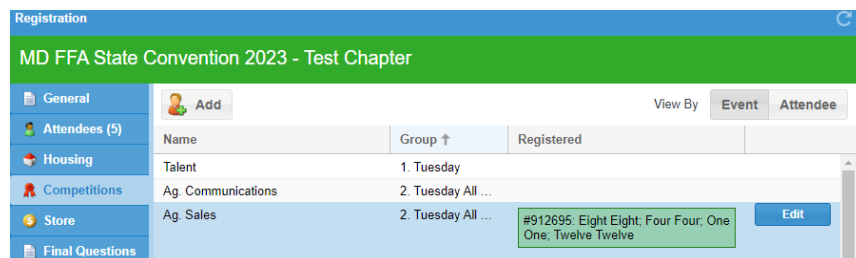 Registration
MD FFA State Convention 2023 - Test Chapter
General
Attendees (5)
Housing
Competitions
Store
Final Questions
Add
View By Event Attendee
Name Group ↑ Registered
Talent 1. Tuesday
Ag. Communications 2. Tuesday All ...
Ag. Sales 2. Tuesday All ... #912695: Eight Eight; Four Four; One
One; Twelve Twelve
Edit